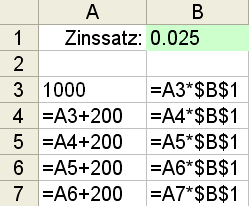 A B
1 Zinssatz: 0.025
2
3 1000 =A3*$B$1
4 =A3+200 =A4*$B$1
5 =A4+200 =A5*$B$1
6 =A5+200 =A6*$B$1
7 =A6+200 =A7*$B$1